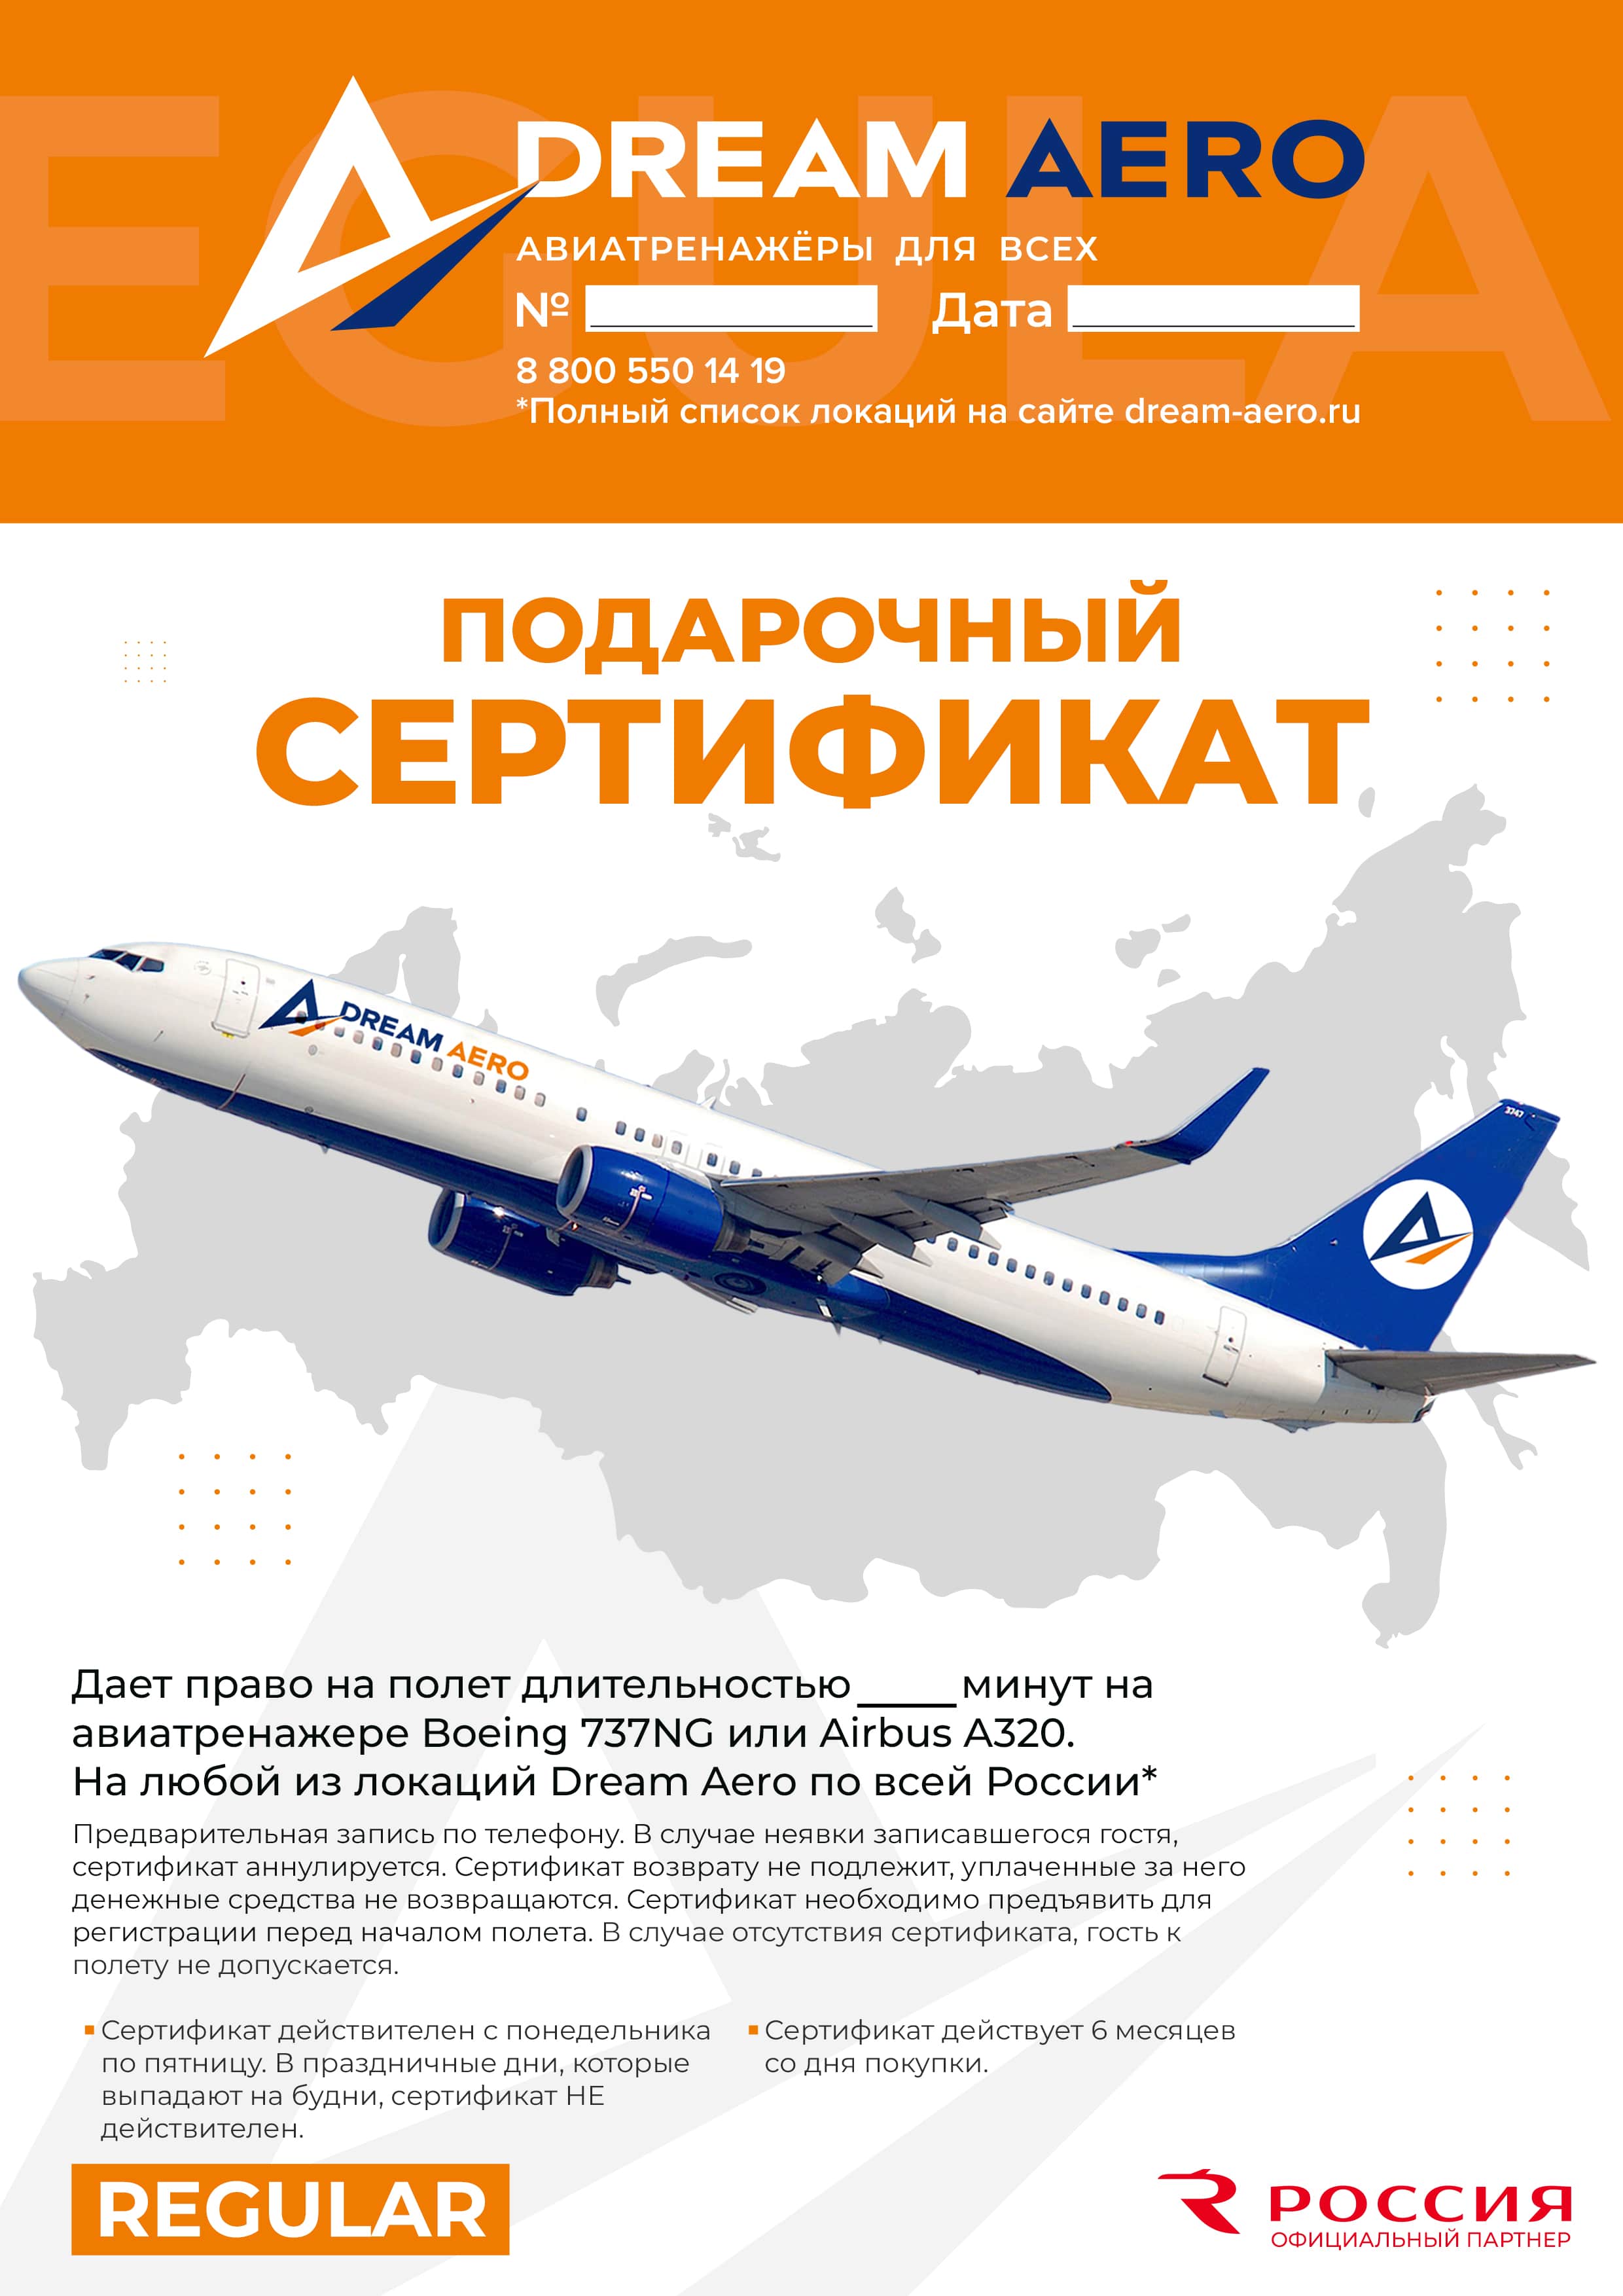 EGULA
DREAM AERO
АВИАТРЕНАЖЁРЫ ДЛЯ ВСЕХ
№ Дата
8 800 550 14 19
*Полный список локаций на сайте dream-aero.ru
ПОДАРОЧНЫЙ
СЕРТИФИКАТ
DREAM AERO
3747
Дает право на полет длительностью____минут на
авиатренажере Boeing 737NG или Airbus A320.
На любой из локаций Dream Aero по всей России*
Предварительная запись по телефону. В случае неявки записавшегося гостя,
сертификат аннулируется. Сертификат возврату не подлежит, уплаченные за него
денежные средства не возвращаются. Сертификат необходимо предъявить для
регистрации перед началом полета. В случае отсутствия сертификата, гость к
полету не допускается.
Сертификат действителен с понедельника
по пятницу. В праздничные дни, которые
выпадают на будни, сертификат НЕ
действителен.
Сертификат действует 6 месяцев
со дня покупки.
REGULAR
РОССИЯ
ОФИЦИАЛЬНЫЙ ПАРТНЕР